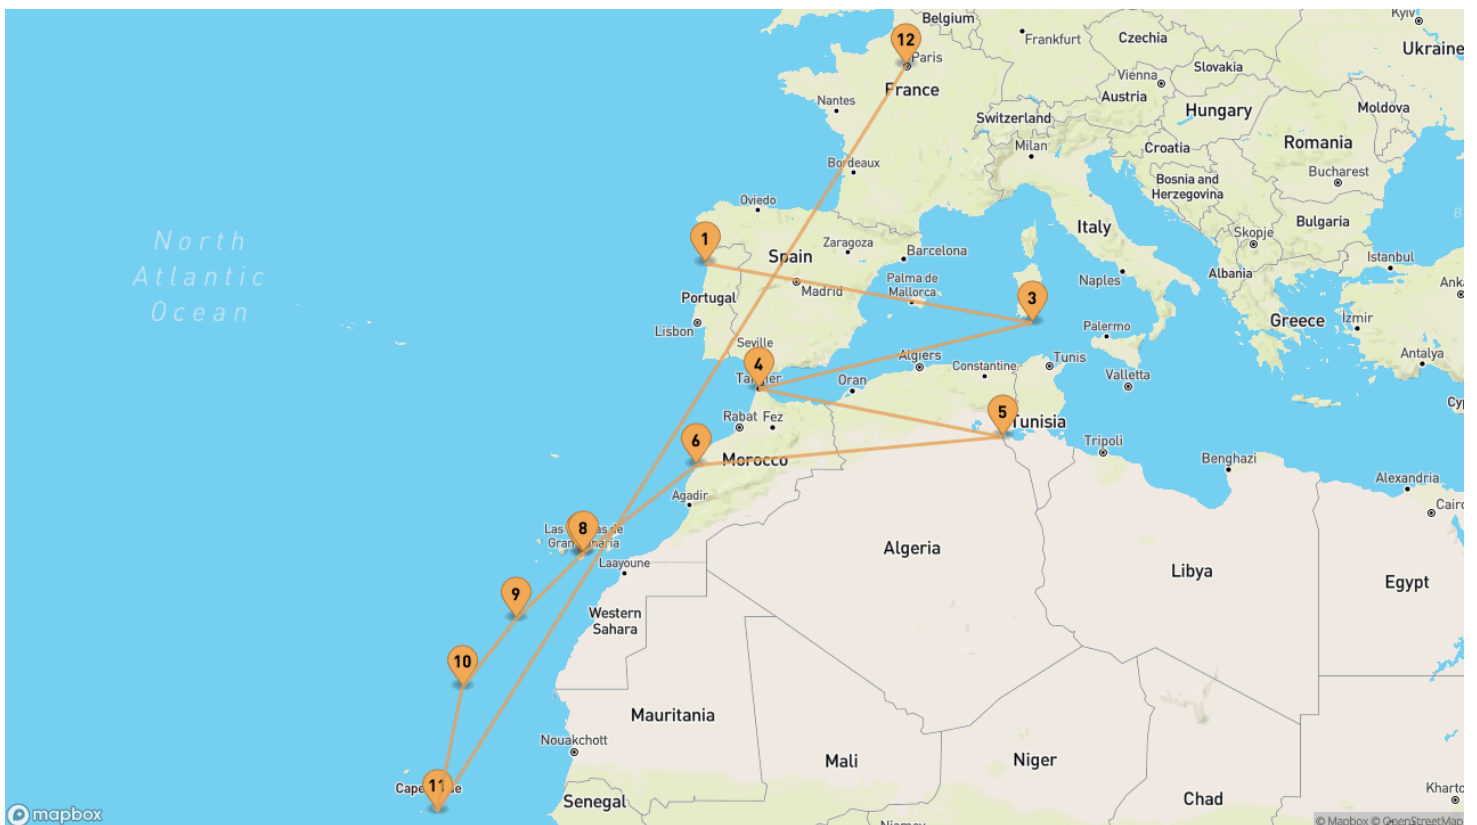 Belgium
Kyiv
12
Paris
Frankfurt
Czechia
Ukraine
Slovakia
Vienna
France
Austria
Nantes
Hungary
Moldova
Switzerland
Milan
Croatia
Romania
Bordeaux
Bucharest
Bosnia and
Herzegovina
Oviedo
Bulgaria
Italy
Skopje
1
Zaragoza
Barcelona
Spain
Istanbul
Albania
Naples
North
Atlantic
Ocean
Palma de
Mallorca
Madrid
Portugal
3
Greece
Izmir
Lisbon
Palermo
Seville
Algiers
Tunis
Antalya
4
Constantine
Oran
Valletta
5
Rabat
Fez
Tunisia
6
Morocco
Tripoli
Benghazi
Alexandria
Agadir
8
Algeria
Laayoune
Libya
Egypt
9
Western
Sahara
10
Mauritania
Nouakchott
Mali
Niger
11
Senegal
Chad
mapbox
© Mapbox © OpenStreetMap